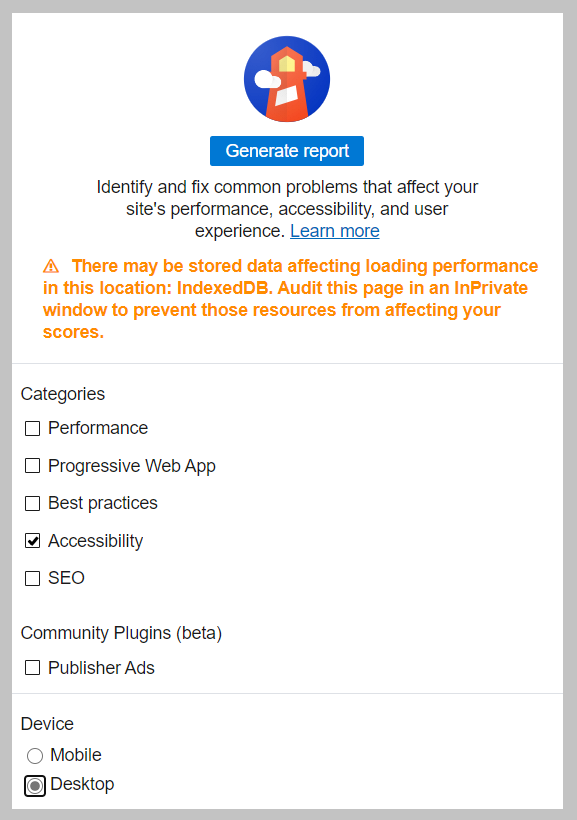 Generate report
Identify and fix common problems that affect your
site's performance, accessibility, and user
experience. Learn more
There may be stored data affecting loading performance
in this location: IndexedDB. Audit this page in an InPrivate
window to prevent those resources from affecting your
scores.
Categories
Performance
Progressive Web App
Best practices
Accessibility
SEO
Community Plugins (beta)
Publisher Ads
Device
Mobile
Desktop